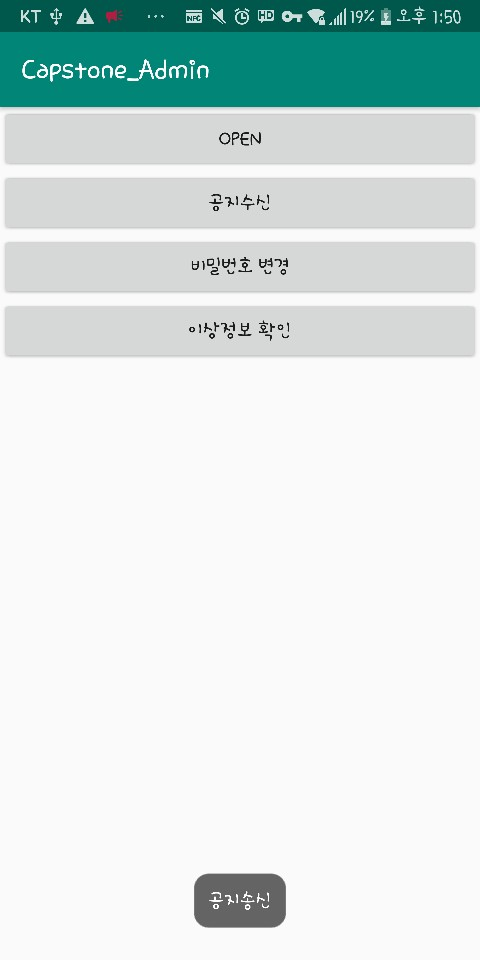 KT NFC HD 19% 오후 1:50
Capstone_Admin
OPEN
공지수신
비밀번호 변경
이상정보 확인
공지송신